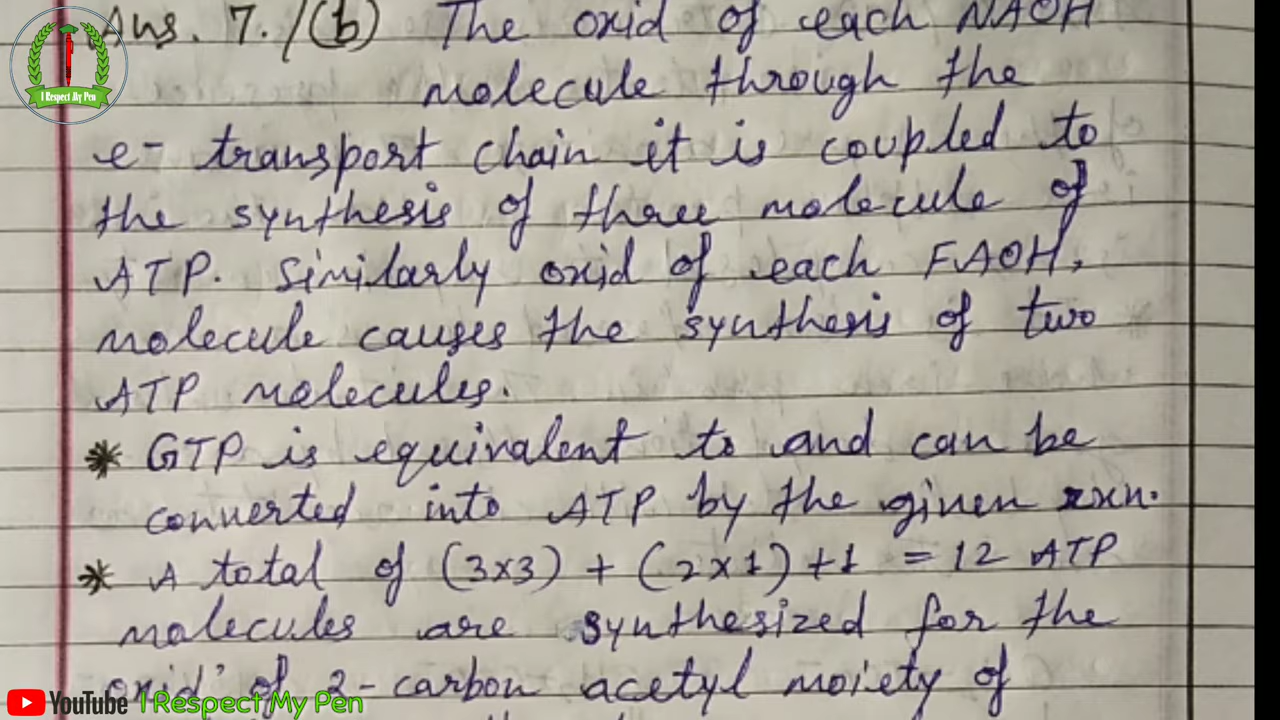 Ans. 7./(b) The oxid of each NADH
molecule through the
e- transport chain it is coupled to
the synthesis of three molecule of
ATP. Similarly oxid of each FADH,
molecule causes the synthesis of two
ATP molecules.
* GTP is equivalent to and can be
converted into ATP by the given rxn.
* A total of (3x3) + (2x1) +1 = 12 ATP
molecules are synthesized for the
oxid' of 2-carbon acetyl moiety of
I Respect My Pen
YouTube I Respect My Pen